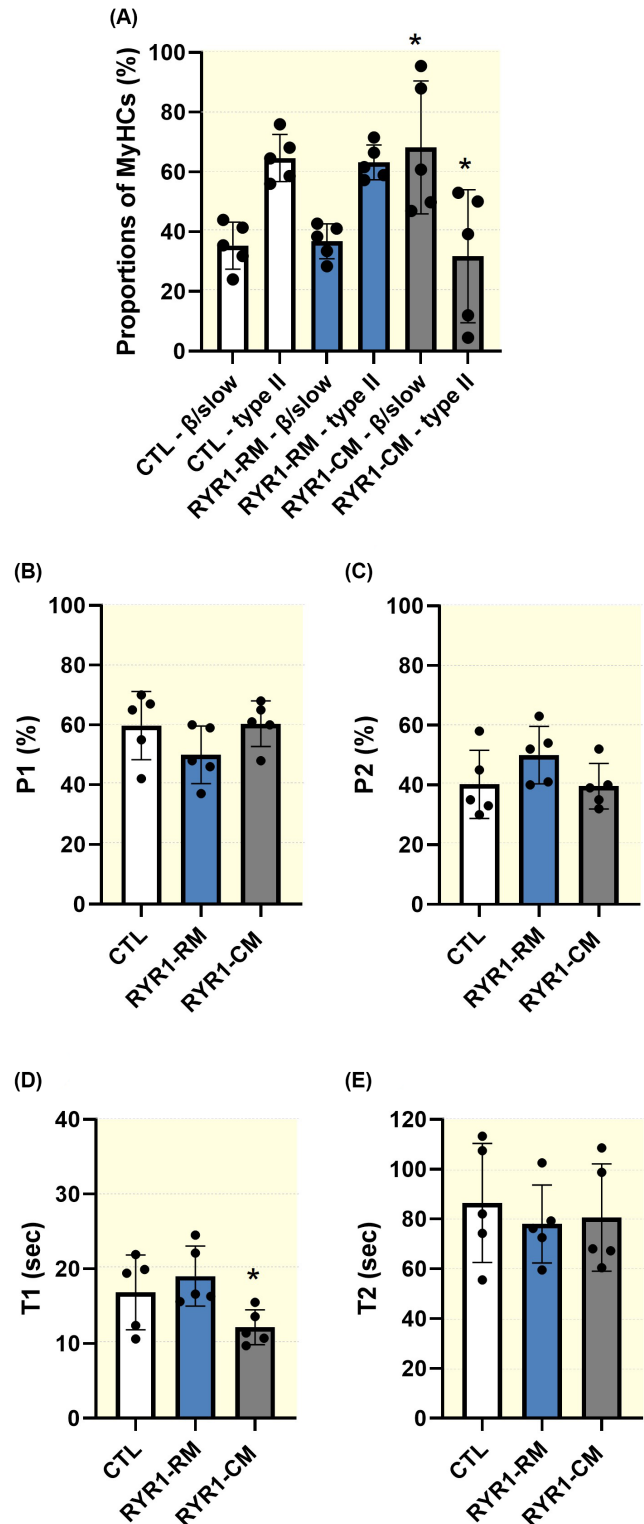 (A)
Proportions of MyHCs (%)
100
80
60
40
20
0
*
*
CTL - β/slow
CTL - type II
RYR1-RM - β/slow
RYR1-RM - type II
RYR1-CM - β/slow
RYR1-CM - type II
(B)
P1 (%)
100
80
60
40
20
0
CTL
RYR1-RM
RYR1-CM
(C)
P2 (%)
100
80
60
40
20
0
CTL
RYR1-RM
RYR1-CM
(D)
T1 (sec)
40
30
20
10
0
*
CTL
RYR1-RM
RYR1-CM
(E)
T2 (sec)
120
100
80
60
40
20
0
CTL
RYR1-RM
RYR1-CM